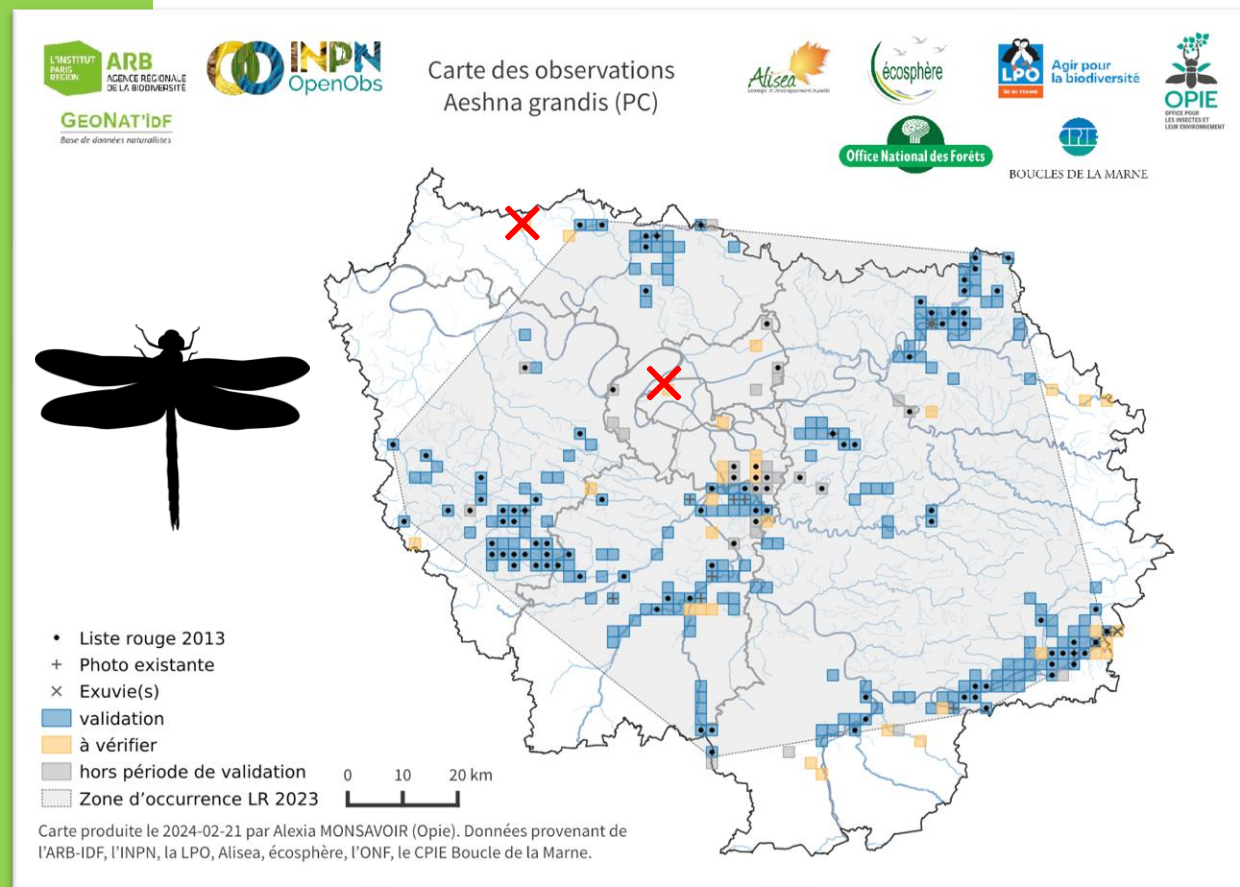 L'INSTITUT
PARIS
REGION
ARB
AGENCE RÉGIONALE
DE LA BIODIVERSITÉ
GEONAT'IDF
Base de données naturalistes
INPN
OpenObs
Carte des observations
Aeshna grandis (PC)
Alisea
écosphère
LPO
ÎLE-DE-FRANCE
Agir pour
la biodiversité
OPIE
OFFICE POUR
LES INSECTES ET
LEUR ENVIRONNEMENT
Office National des Forêts
CPIE
BOUCLES DE LA MARNE
Liste rouge 2013
Photo existante
Exuvie(s)
validation
à vérifier
hors période de validation
Zone d'occurrence LR 2023
0 10 20 km
Carte produite le 2024-02-21 par Alexia MONSAVOIR (Opie). Données provenant de
l'ARB-IDF, l'INPN, la LPO, Alisea, écosphère, l'ONF, le CPIE Boucle de la Marne.